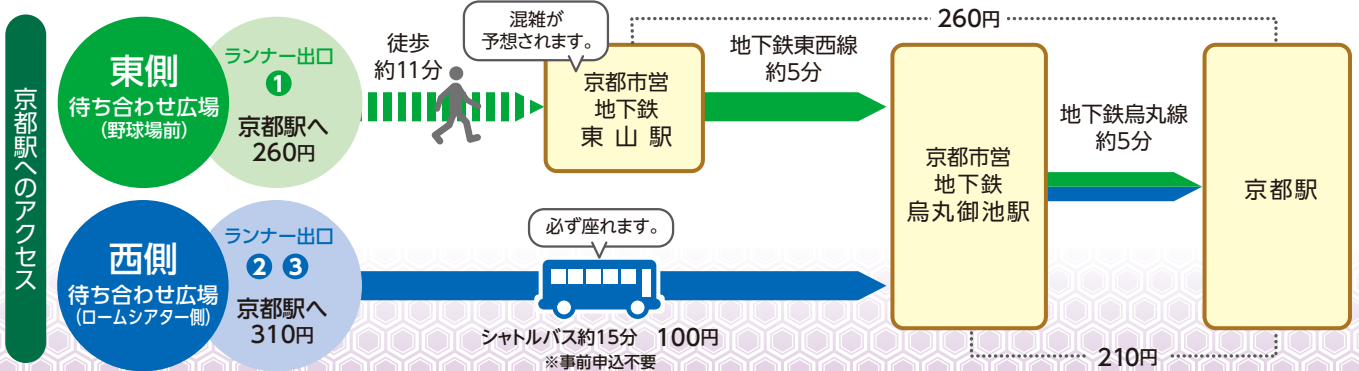 京都駅へのアクセス
東側
待ち合わせ広場
(野球場前)
ランナー出口
1
京都駅へ
260円
徒歩
約11分
混雑が
予想されます。
京都市営
地下鉄
東山駅
地下鉄東西線
約5分
260円
京都市営
地下鉄
烏丸御池駅
地下鉄烏丸線
約5分
京都駅
西側
待ち合わせ広場
(ロームシアター側)
ランナー出口
2 3
京都駅へ
310円
必ず座れます。
シャトルバス約15分 100円
※事前申込不要
210円